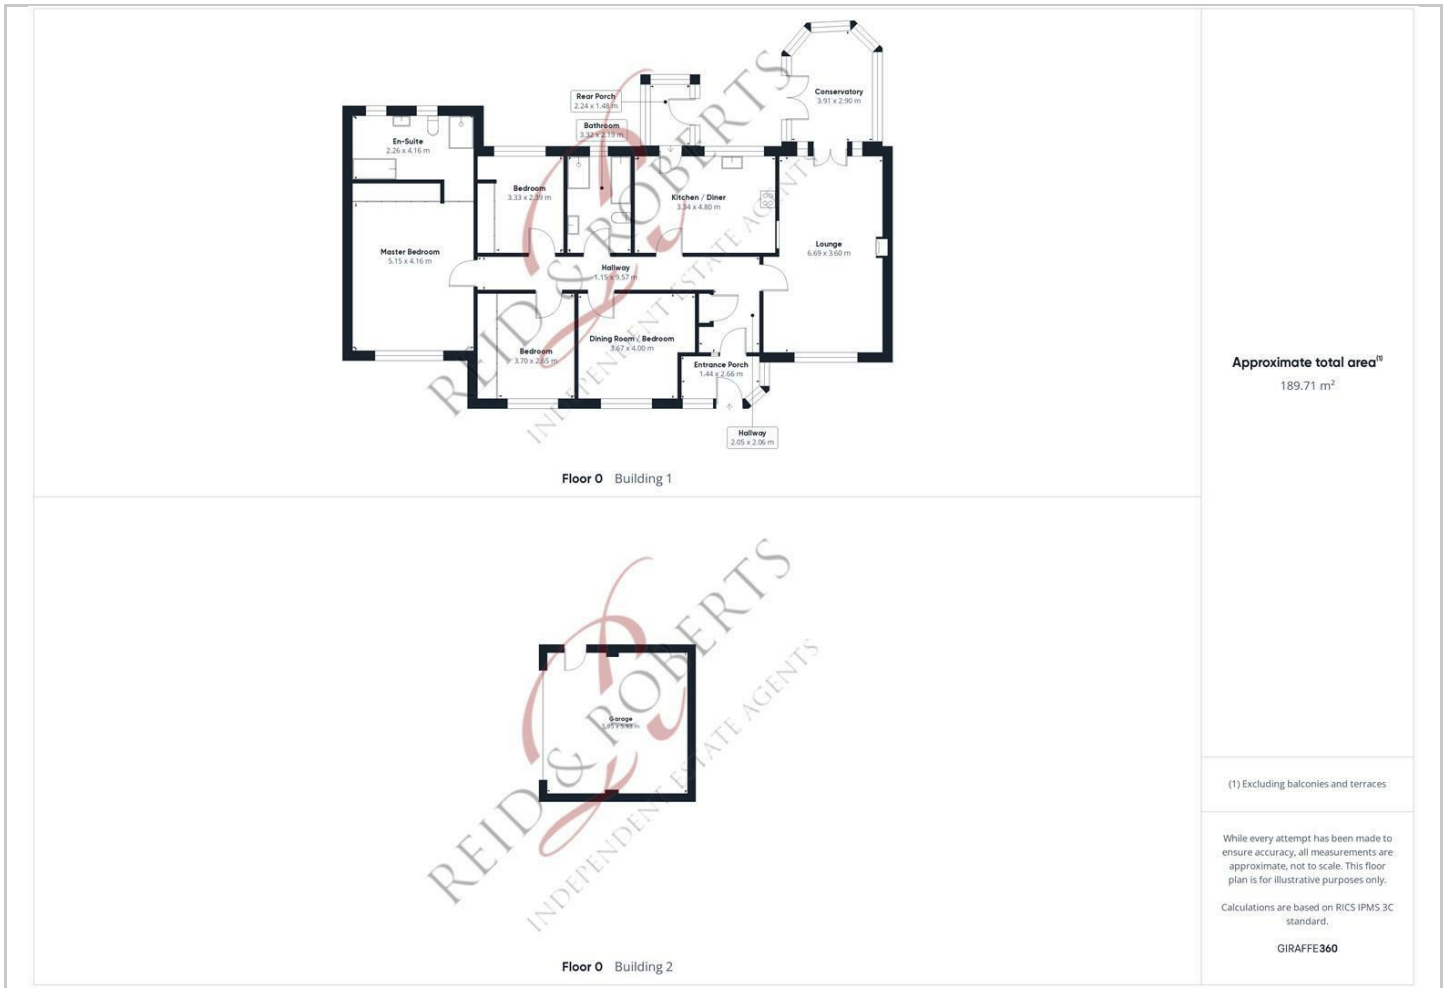 Conservatory
3.91 x 2.90 m
Rear Porch
2.24 x 1.48 m
Bathroom
3.32 x 2.19 m
En-Suite
2.26 x 4.16 m
Bedroom
3.33 x 2.99 m
Kitchen / Diner
3.34 x 4.80 m
Lounge
6.69 x 3.60 m
Master Bedroom
5.15 x 4.16 m
Hallway
1.15 x 9.57 m
Bedroom
3.70 x 2.65 m
Dining Room / Bedroom
3.67 x 4.00 m
Entrance Porch
1.44 x 2.66 m
Hallway
2.05 x 2.06 m
REID & ROBERTS
INDEPENDENT ESTATE AGENTS
Floor 0 Building 1
Garage
REID & ROBERTS
INDEPENDENT ESTATE AGENTS
Floor 0 Building 2
Approximate total area(1)
189.71 m²
(1) Excluding balconies and terraces
While every attempt has been made to
ensure accuracy, all measurements are
approximate, not to scale. This floor
plan is for illustrative purposes only.
Calculations are based on RICS IPMS 3C
standard.
GIRAFFE360